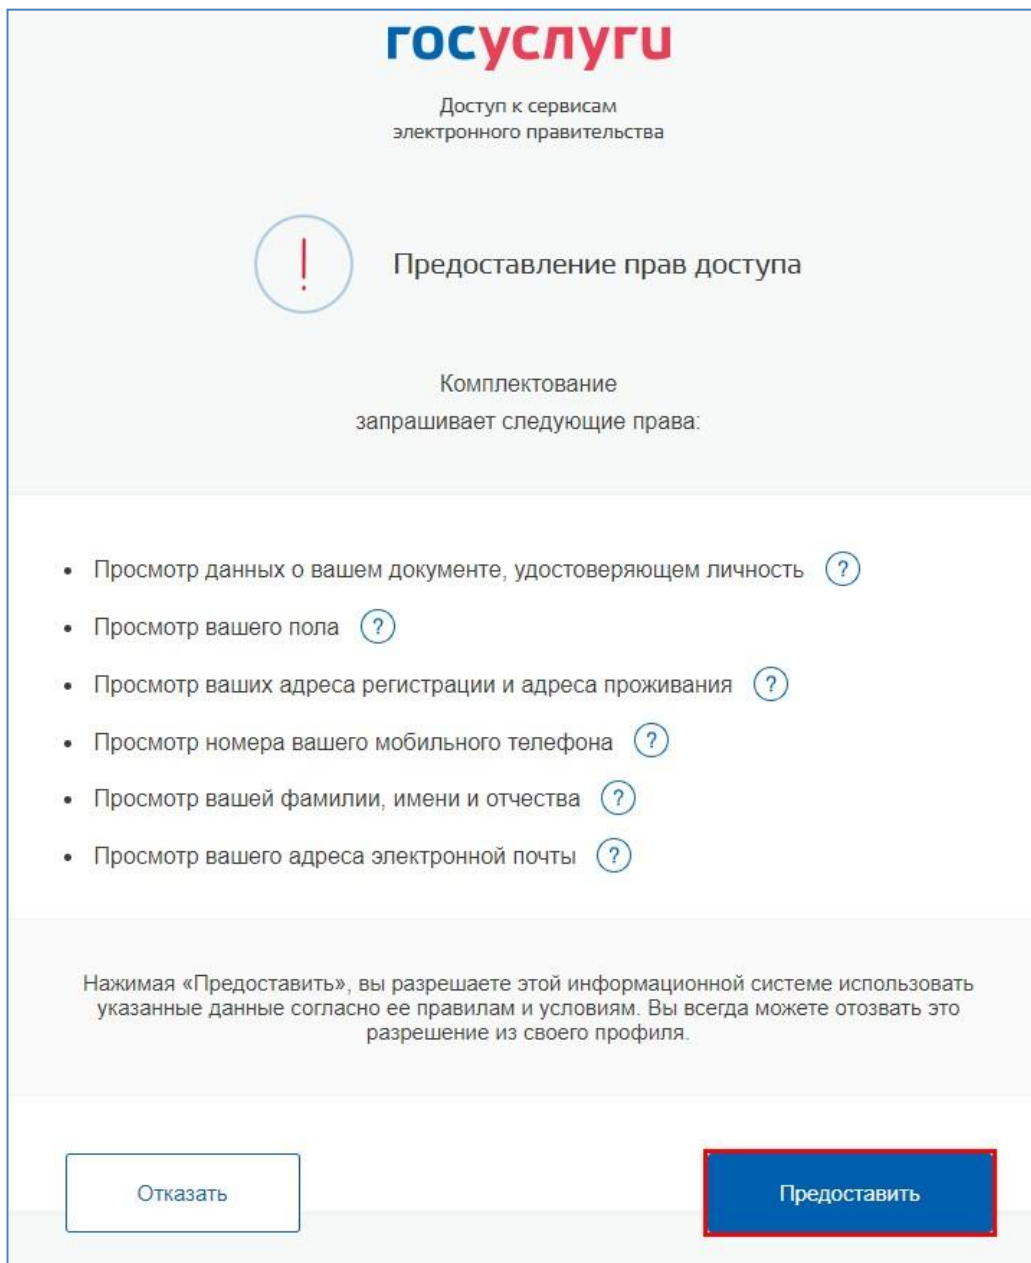 госуслуги
Доступ к сервисам
электронного правительства
!
Предоставление прав доступа
Комплектование
запрашивает следующие права:
• Просмотр данных о вашем документе, удостоверяющем личность ?
• Просмотр вашего пола ?
• Просмотр ваших адреса регистрации и адреса проживания ?
• Просмотр номера вашего мобильного телефона ?
• Просмотр вашей фамилии, имени и отчества ?
• Просмотр вашего адреса электронной почты ?
Нажимая «Предоставить», вы разрешаете этой информационной системе использовать
указанные данные согласно ее правилам и условиям. Вы всегда можете отозвать это
разрешение из своего профиля.
Отказать Предоставить